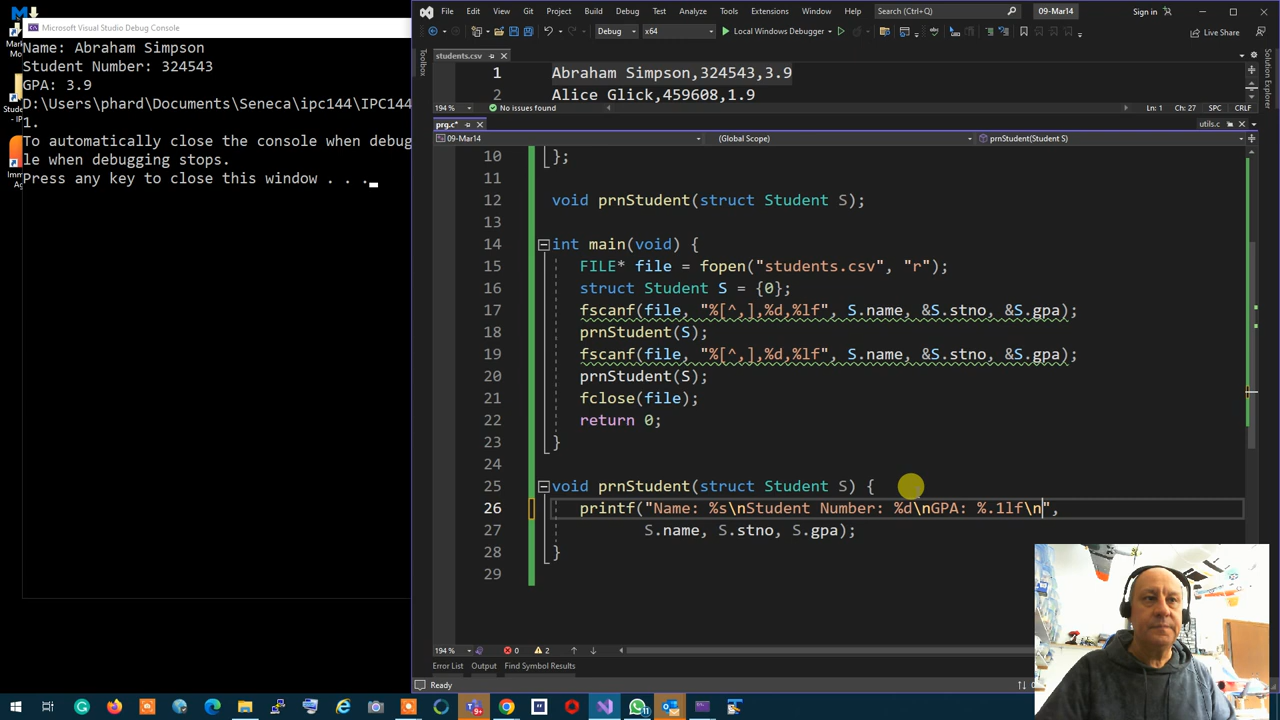 Microsoft Visual Studio Debug Console
Name: Abraham Simpson
Student Number: 324543
GPA: 3.9
D:\Users\phard\Documents\Seneca\ipc144\IPC144
1.
To automatically close the console when debug
le when debugging stops.
Press any key to close this window . . .
File Edit View Git Project Build Debug Test Analyze Tools Extensions Window Help Search (Ctrl+Q) 09-Mar14 Sign in
Debug x64 Local Windows Debugger Live Share
Toolbox
Solution Explorer
students.csv
1 Abraham Simpson,324543,3.9
2 Alice Glick,459608,1.9
194 % No issues found Ln: 1 Ch: 27 SPC CRLF
prg.c* utils.c
09-Mar14 (Global Scope) prnStudent(Student S)
10 };
11
12 void prnStudent(struct Student S);
13
14 int main(void) {
15 FILE* file = fopen("students.csv", "r");
16 struct Student S = {0};
17 fscanf(file, "%[^,],%d,%lf", S.name, &S.stno, &S.gpa);
18 prnStudent(S);
19 fscanf(file, "%[^,],%d,%lf", S.name, &S.stno, &S.gpa);
20 prnStudent(S);
21 fclose(file);
22 return 0;
23 }
24
25 void prnStudent(struct Student S) {
26 printf("Name: %s\nStudent Number: %d\nGPA: %.1lf\n",
27 S.name, S.stno, S.gpa);
28 }
29
194 % 0 2
Error List Output Find Symbol Results
Ready